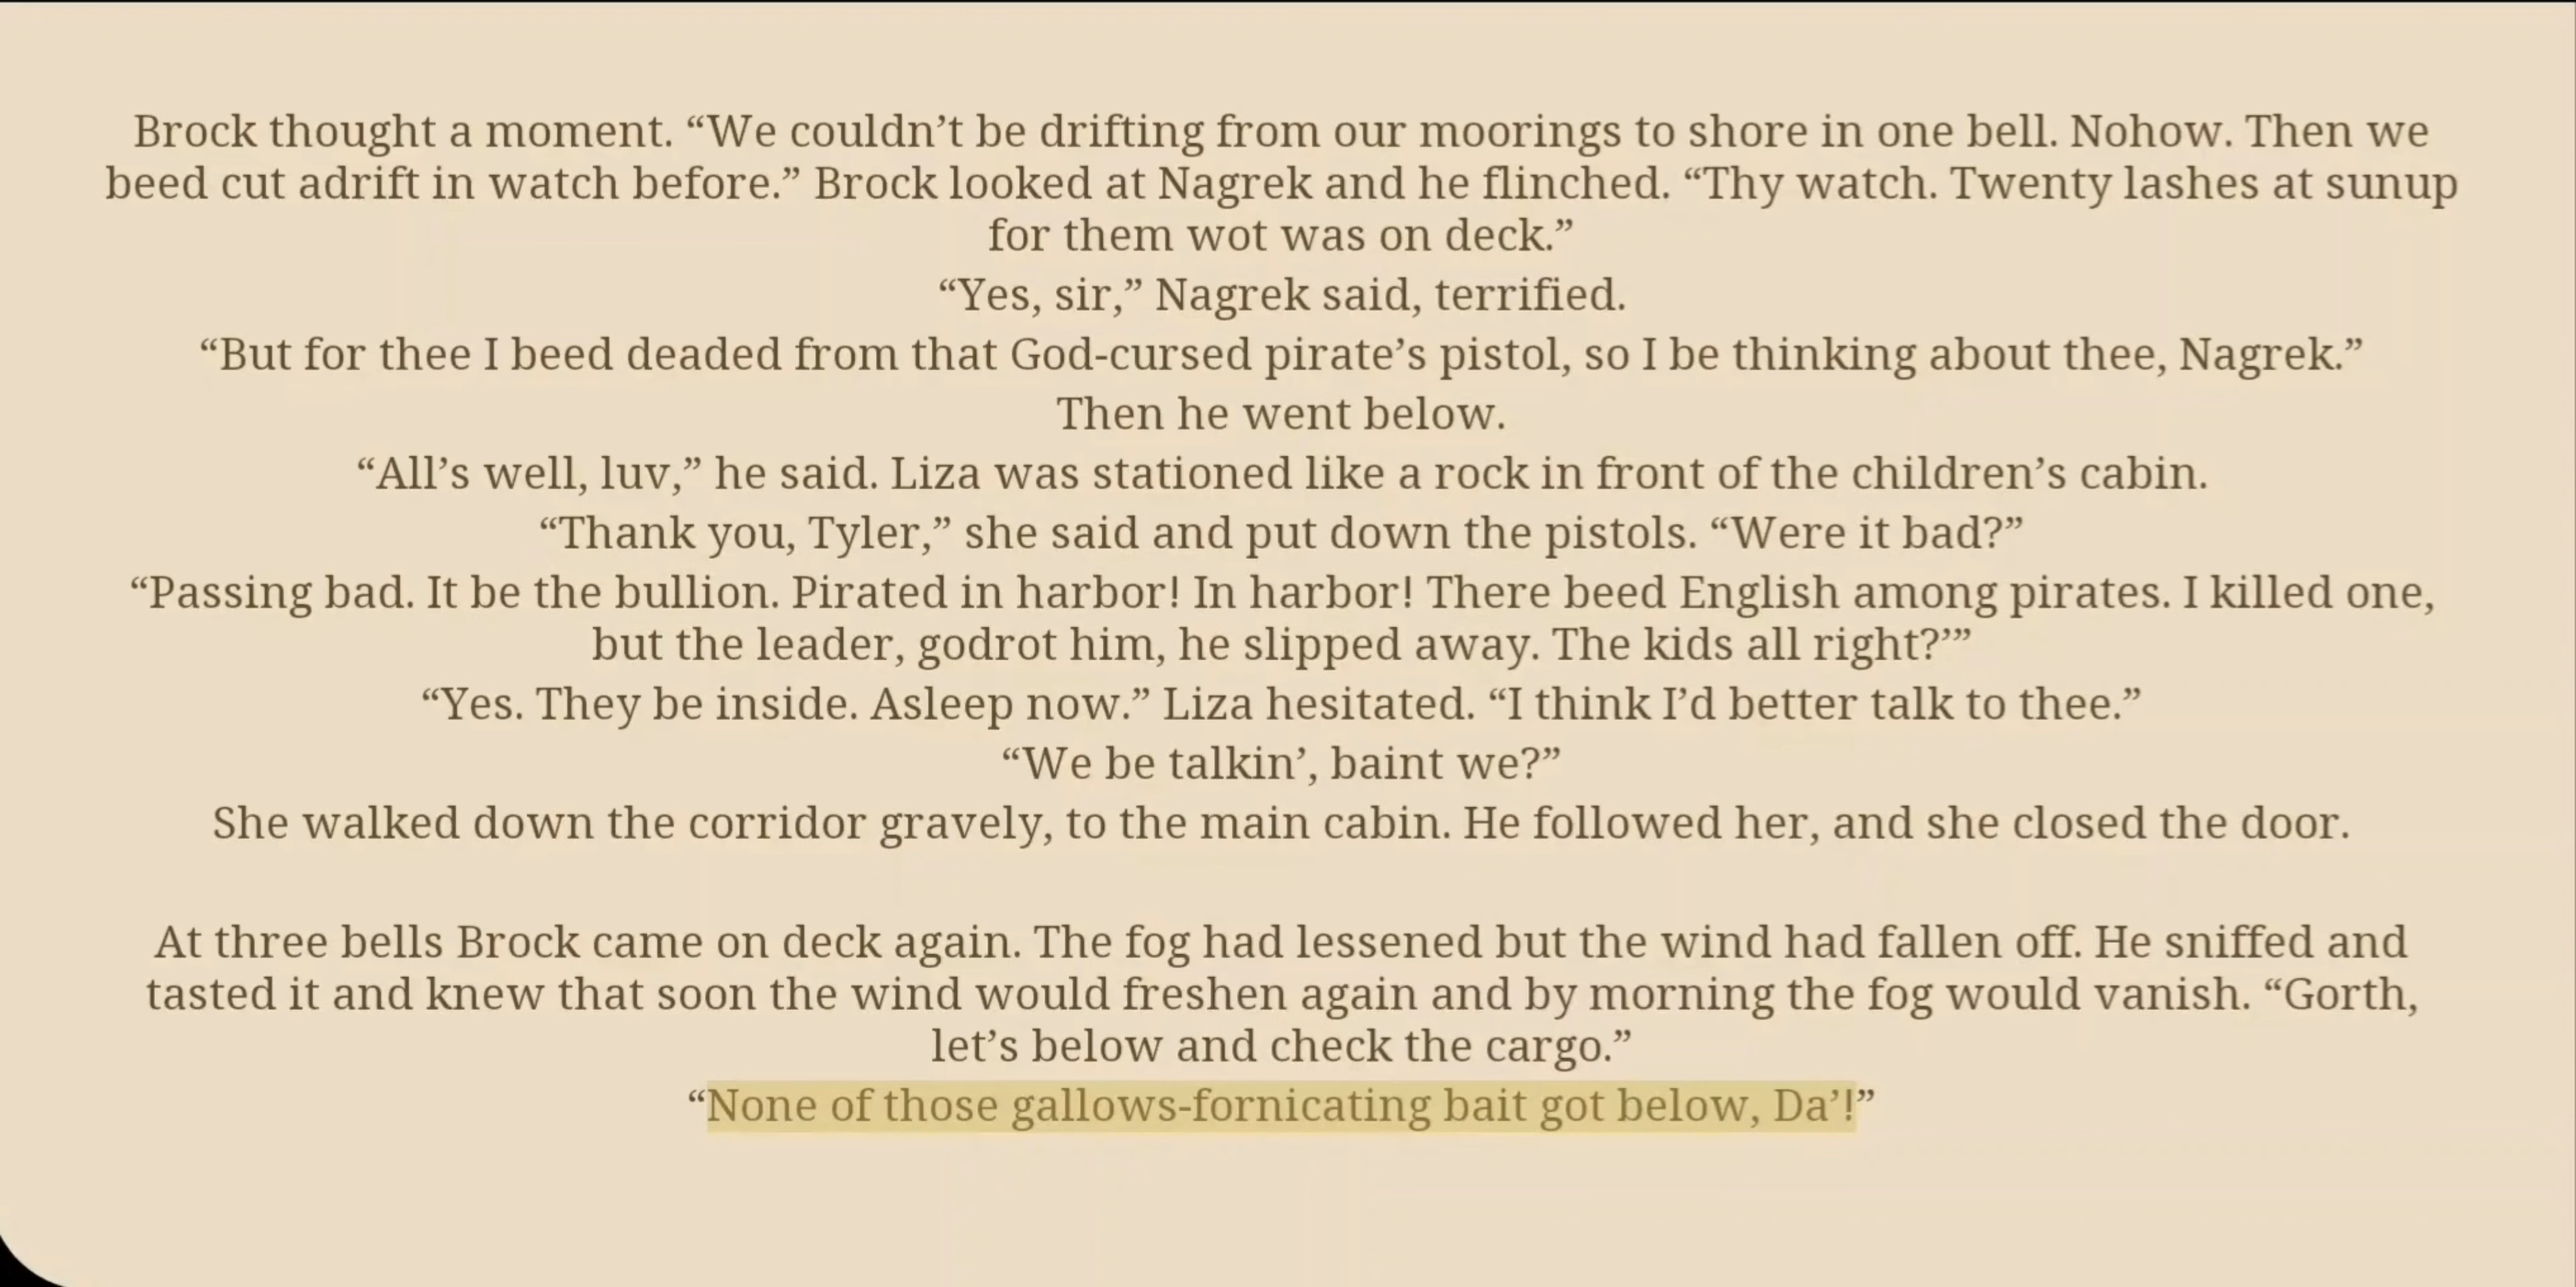 Brock thought a moment. “We couldn’t be drifting from our moorings to shore in one bell. Nohow. Then we
beed cut adrift in watch before.” Brock looked at Nagrek and he flinched. “Thy watch. Twenty lashes at sunup
for them wot was on deck.”
“Yes, sir,” Nagrek said, terrified.
“But for thee I beed deaded from that God-cursed pirate’s pistol, so I be thinking about thee, Nagrek.”
Then he went below.
“All’s well, luv,” he said. Liza was stationed like a rock in front of the children’s cabin.
“Thank you, Tyler,” she said and put down the pistols. “Were it bad?”
“Passing bad. It be the bullion. Pirated in harbor! In harbor! There beed English among pirates. I killed one,
but the leader, godrot him, he slipped away. The kids all right?’”
“Yes. They be inside. Asleep now.” Liza hesitated. “I think I’d better talk to thee.”
“We be talkin’, baint we?”
She walked down the corridor gravely, to the main cabin. He followed her, and she closed the door.
At three bells Brock came on deck again. The fog had lessened but the wind had fallen off. He sniffed and
tasted it and knew that soon the wind would freshen again and by morning the fog would vanish. “Gorth,
let’s below and check the cargo.”
“None of those gallows-fornicating bait got below, Da’!”